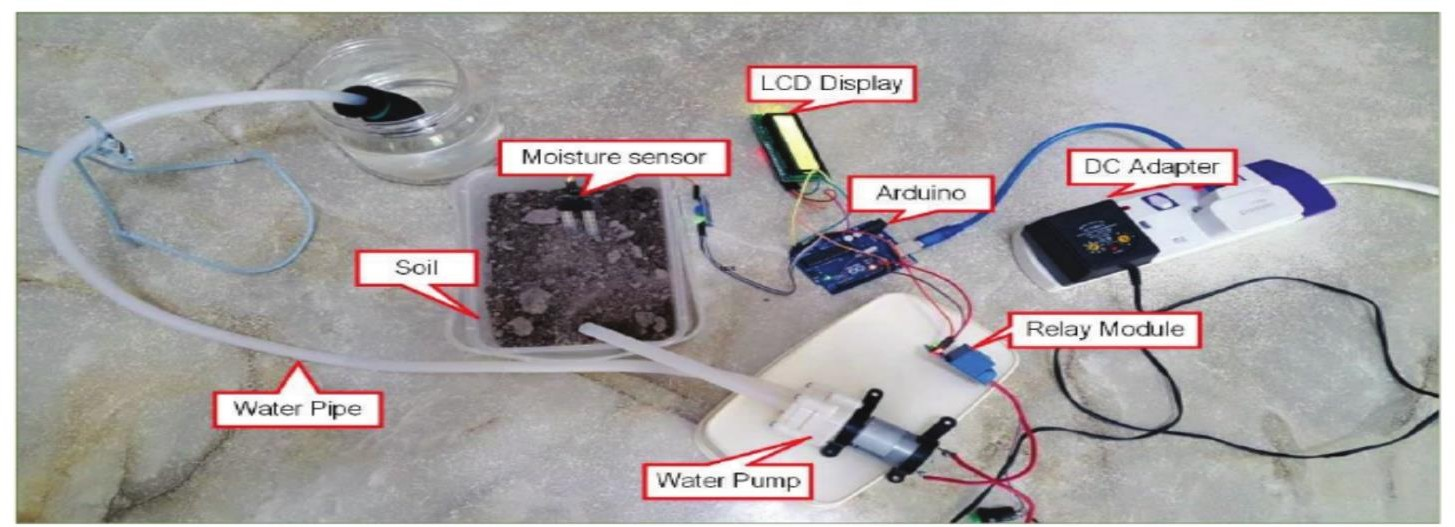 LCD Display
Moisture sensor
DC Adapter
Arduino
Soil
Relay Module
Water Pipe
Water Pump